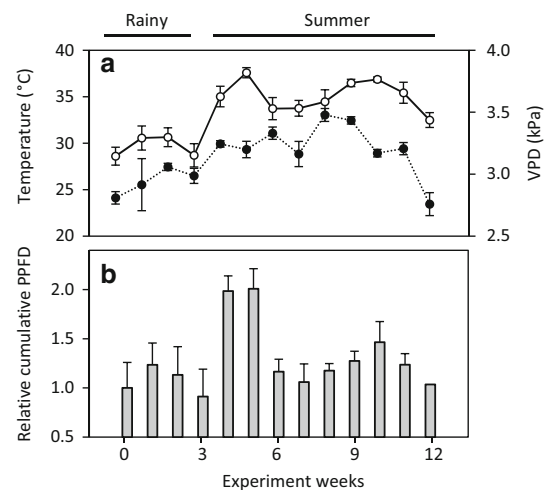 Rainy Summer
a
Temperature (°C)
40
35
30
25
20
VPD (kPa)
4.0
3.5
3.0
2.5
b
Relative cumulative PPFD
2.0
1.5
1.0
0.5
0 3 6 9 12
Experiment weeks